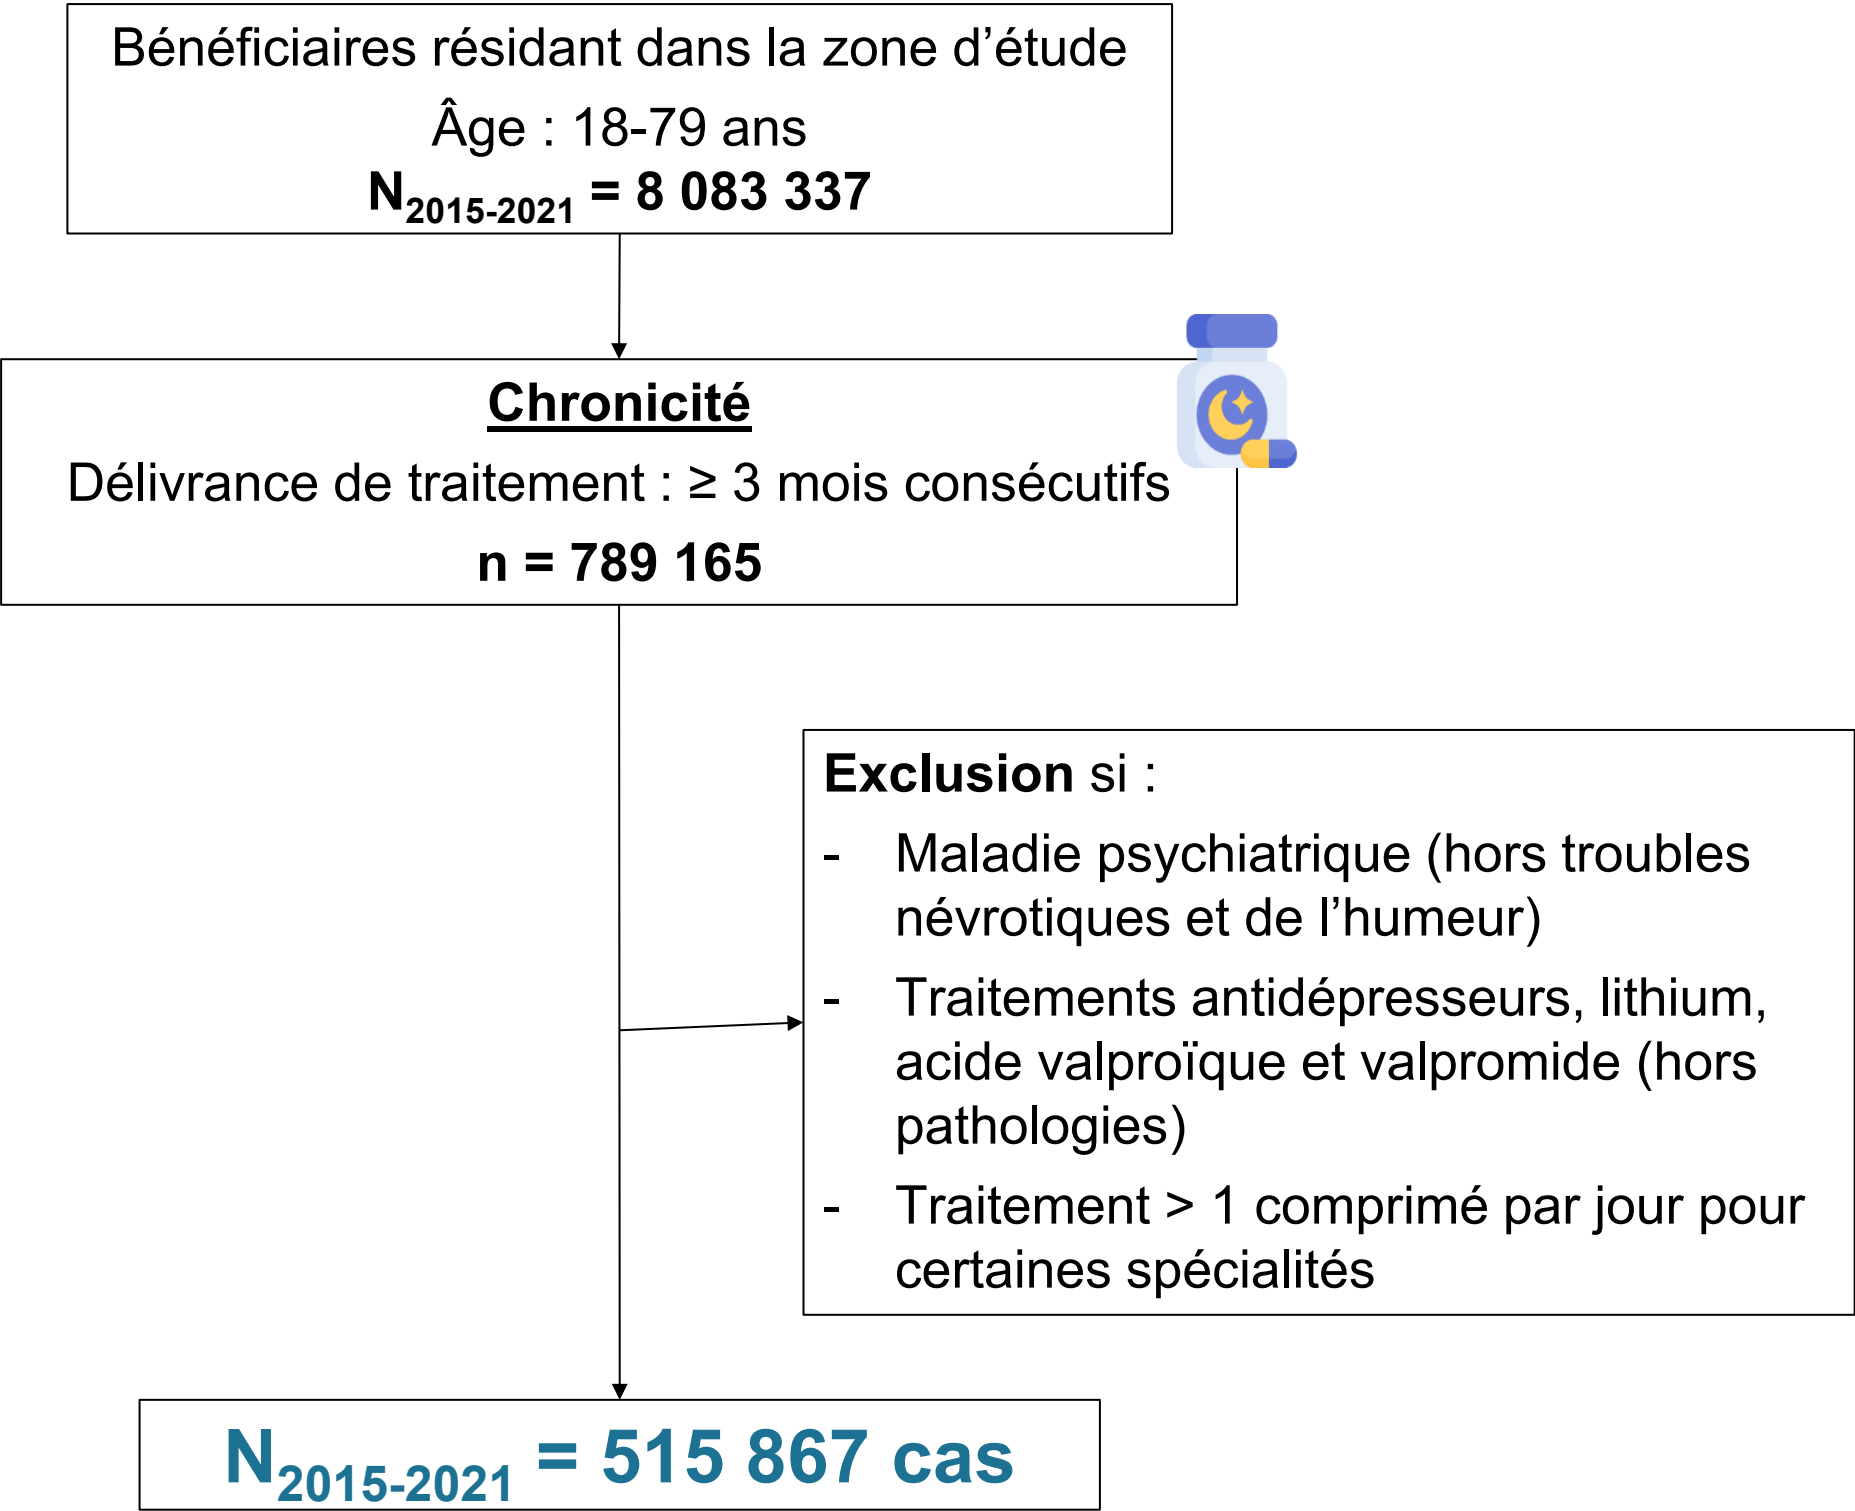 Bénéficiaires résidant dans la zone d’étude
Âge : 18-79 ans
N2015-2021 = 8 083 337
Chronicité
Délivrance de traitement : ≥ 3 mois consécutifs
n = 789 165
Exclusion si :
- Maladie psychiatrique (hors troubles
névrotiques et de l’humeur)
- Traitements antidépresseurs, lithium,
acide valproïque et valpromide (hors
pathologies)
- Traitement > 1 comprimé par jour pour
certaines spécialités
N2015-2021 = 515 867 cas